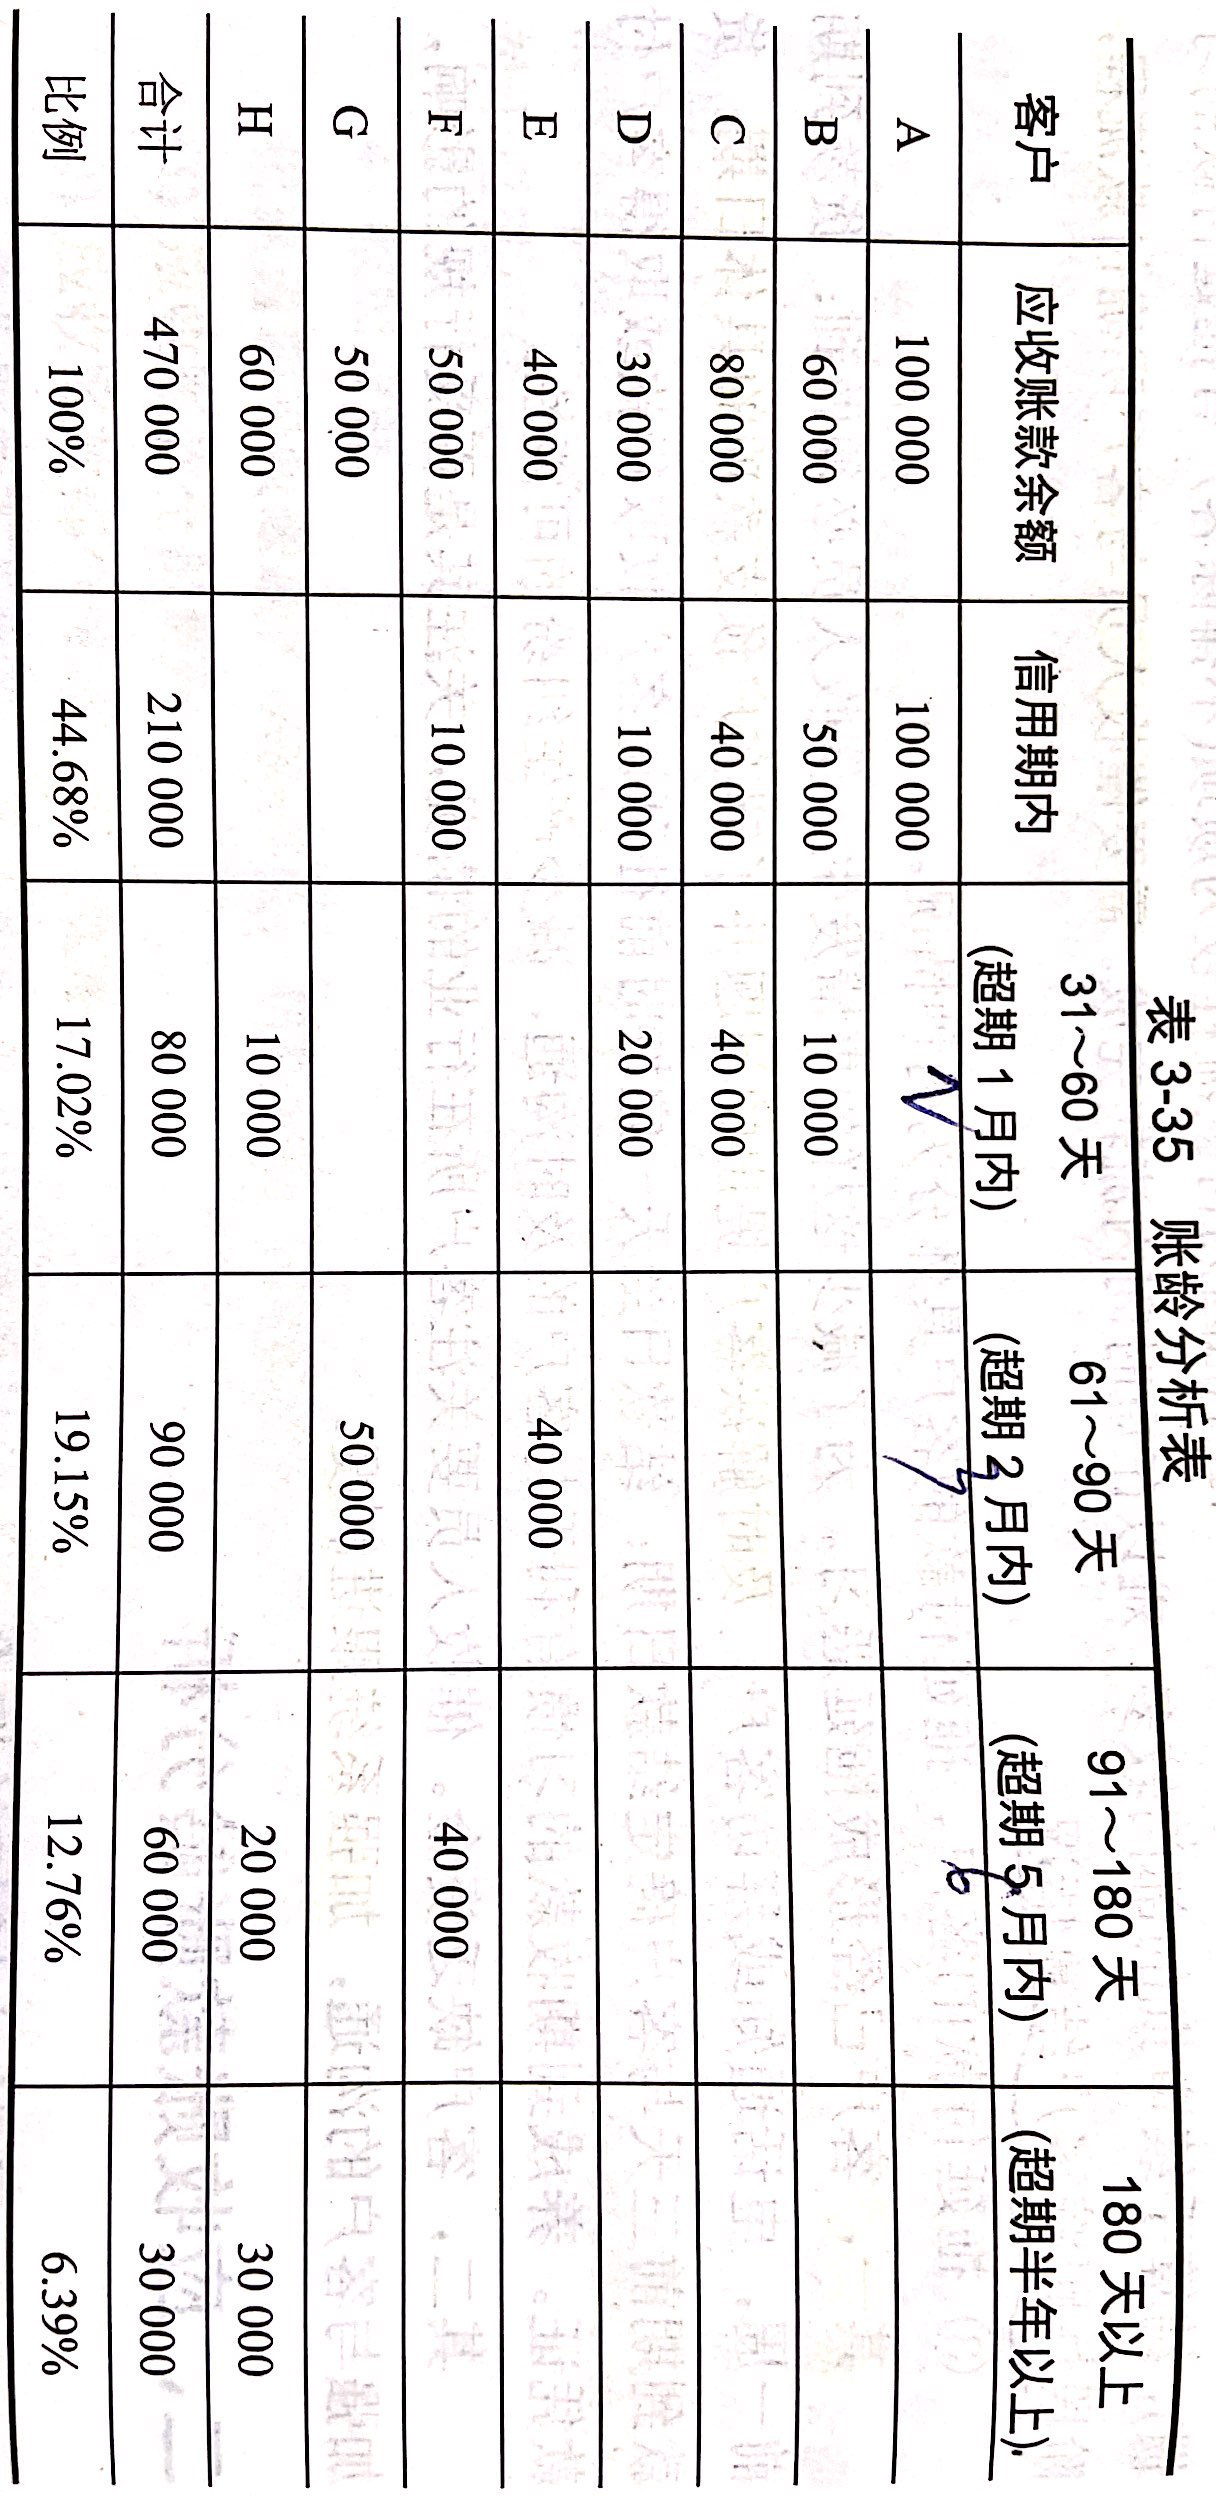 表 3-35 账龄分析表
客户 应收账款余额 信用期内 31～60 天 (超期 1 月内) 61～90 天 (超期 2 月内) 91～180 天 (超期 5 月内) 180 天以上 (超期半年以上)
A 100 000 100 000
B 60 000 50 000 10 000
C 80 000 40 000 40 000
D 30 000 10 000 20 000
E 40 000 40 000
F 50 000 10 000 40 000
G 50 000 50 000
H 60 000 10 000 20 000 30 000
合计 470 000 210 000 80 000 90 000 60 000 30 000
比例 100% 44.68% 17.02% 19.15% 12.76% 6.39%